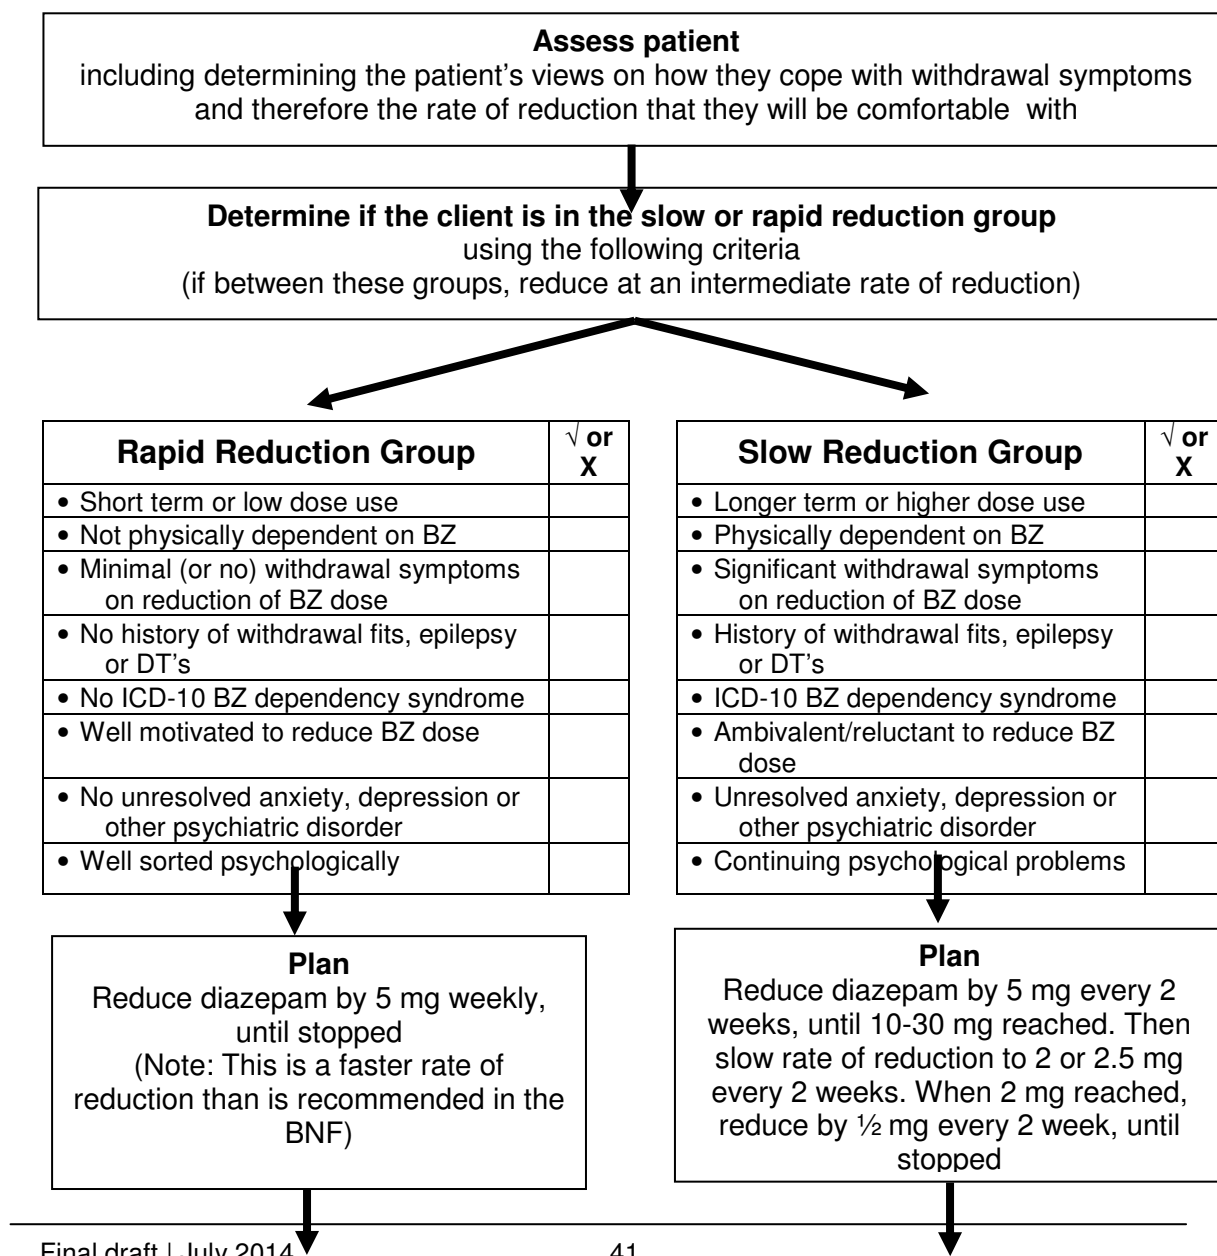 Assess patient
including determining the patient's views on how they cope with withdrawal symptoms
and therefore the rate of reduction that they will be comfortable with
Determine if the client is in the slow or rapid reduction group
using the following criteria
(if between these groups, reduce at an intermediate rate of reduction)
Rapid Reduction Group
√ or
X
• Short term or low dose use
• Not physically dependent on BZ
• Minimal (or no) withdrawal symptoms
on reduction of BZ dose
• No history of withdrawal fits, epilepsy
or DT's
• No ICD-10 BZ dependency syndrome
• Well motivated to reduce BZ dose
• No unresolved anxiety, depression or
other psychiatric disorder
• Well sorted psychologically
Plan
Reduce diazepam by 5 mg weekly,
until stopped
(Note: This is a faster rate of
reduction than is recommended in the
BNF)
Slow Reduction Group
√ or
X
• Longer term or higher dose use
• Physically dependent on BZ
• Significant withdrawal symptoms
on reduction of BZ dose
• History of withdrawal fits, epilepsy
or DT's
• ICD-10 BZ dependency syndrome
• Ambivalent/reluctant to reduce BZ
dose
• Unresolved anxiety, depression or
other psychiatric disorder
• Continuing psychological problems
Plan
Reduce diazepam by 5 mg every 2
weeks, until 10-30 mg reached. Then
slow rate of reduction to 2 or 2.5 mg
every 2 weeks. When 2 mg reached,
reduce by ½ mg every 2 week, until
stopped
Final draft | July 2014
41